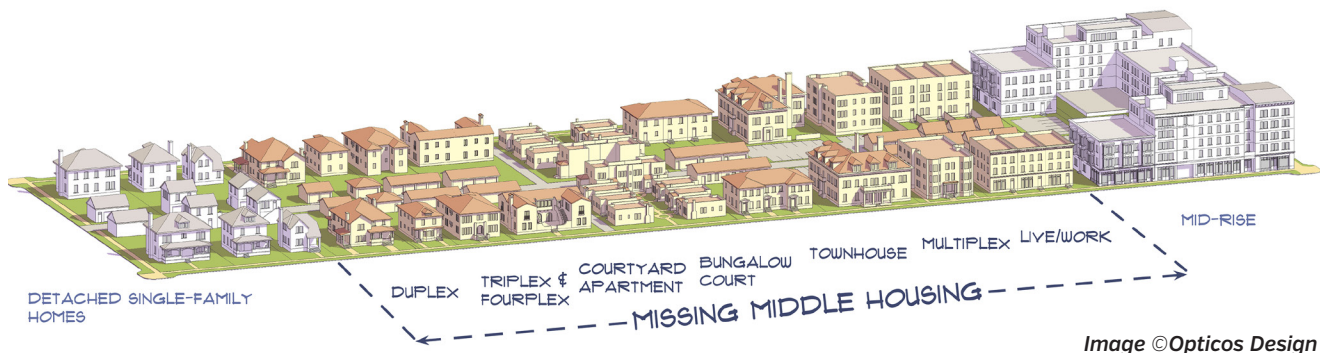 DETACHED SINGLE-FAMILY
HOMES
DUPLEX
TRIPLEX &
FOURPLEX
COURTYARD
APARTMENT
BUNGALOW
COURT
TOWNHOUSE
MULTIPLEX
LIVE/WORK
MID-RISE
MISSING MIDDLE HOUSING
Image ©Opticos Design